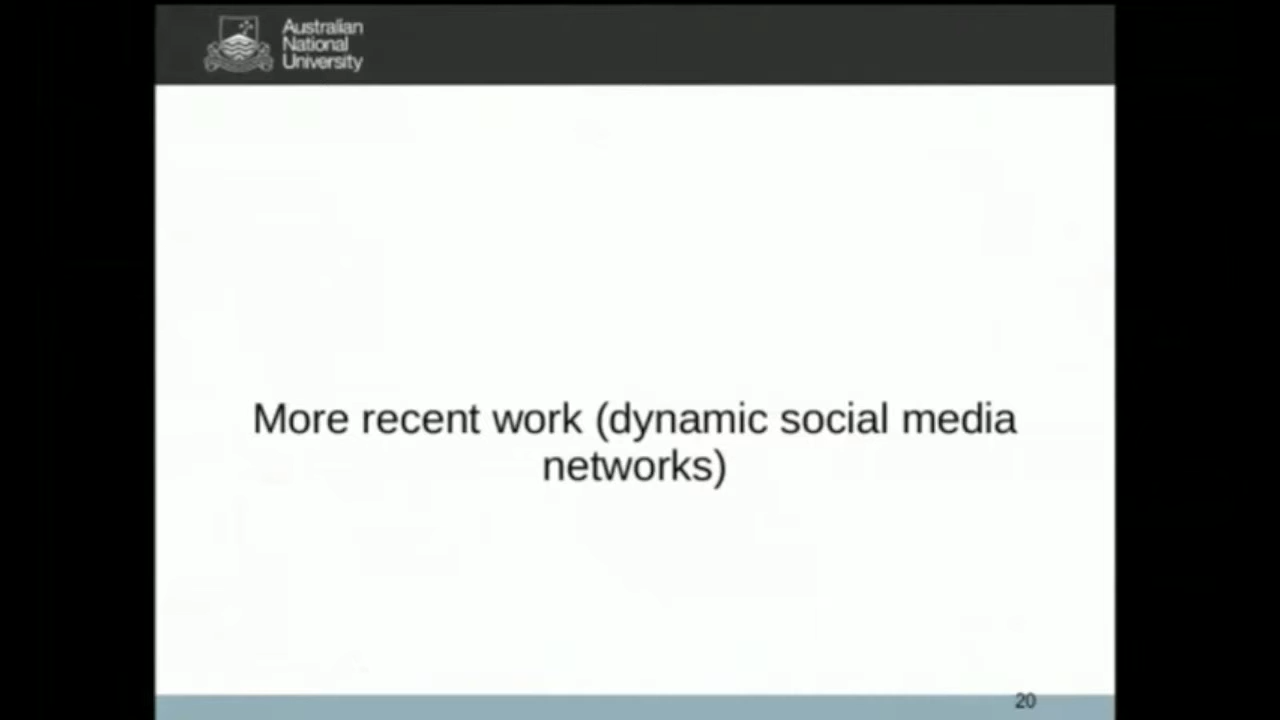 Australian
National
University
More recent work (dynamic social media
networks)
20